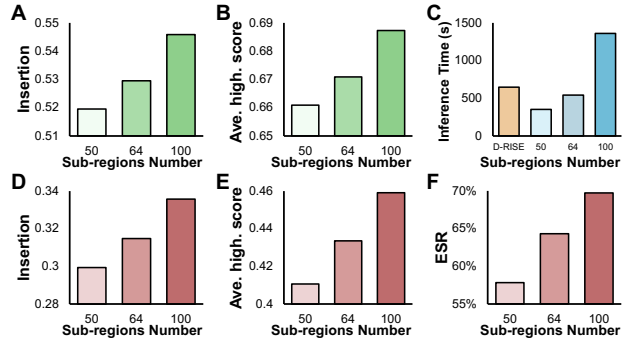 A
Insertion
0.55
0.54
0.53
0.52
0.51
50 64 100
Sub-regions Number
B
Ave. high. score
0.69
0.68
0.67
0.66
0.65
50 64 100
Sub-regions Number
C
Inference Time (s)
1500
1000
500
0
D-RISE 50 64 100
Sub-regions Number
D
Insertion
0.34
0.32
0.3
0.28
50 64 100
Sub-regions Number
E
Ave. high. score
0.46
0.44
0.42
0.4
50 64 100
Sub-regions Number
F
ESR
70%
65%
60%
55%
50 64 100
Sub-regions Number